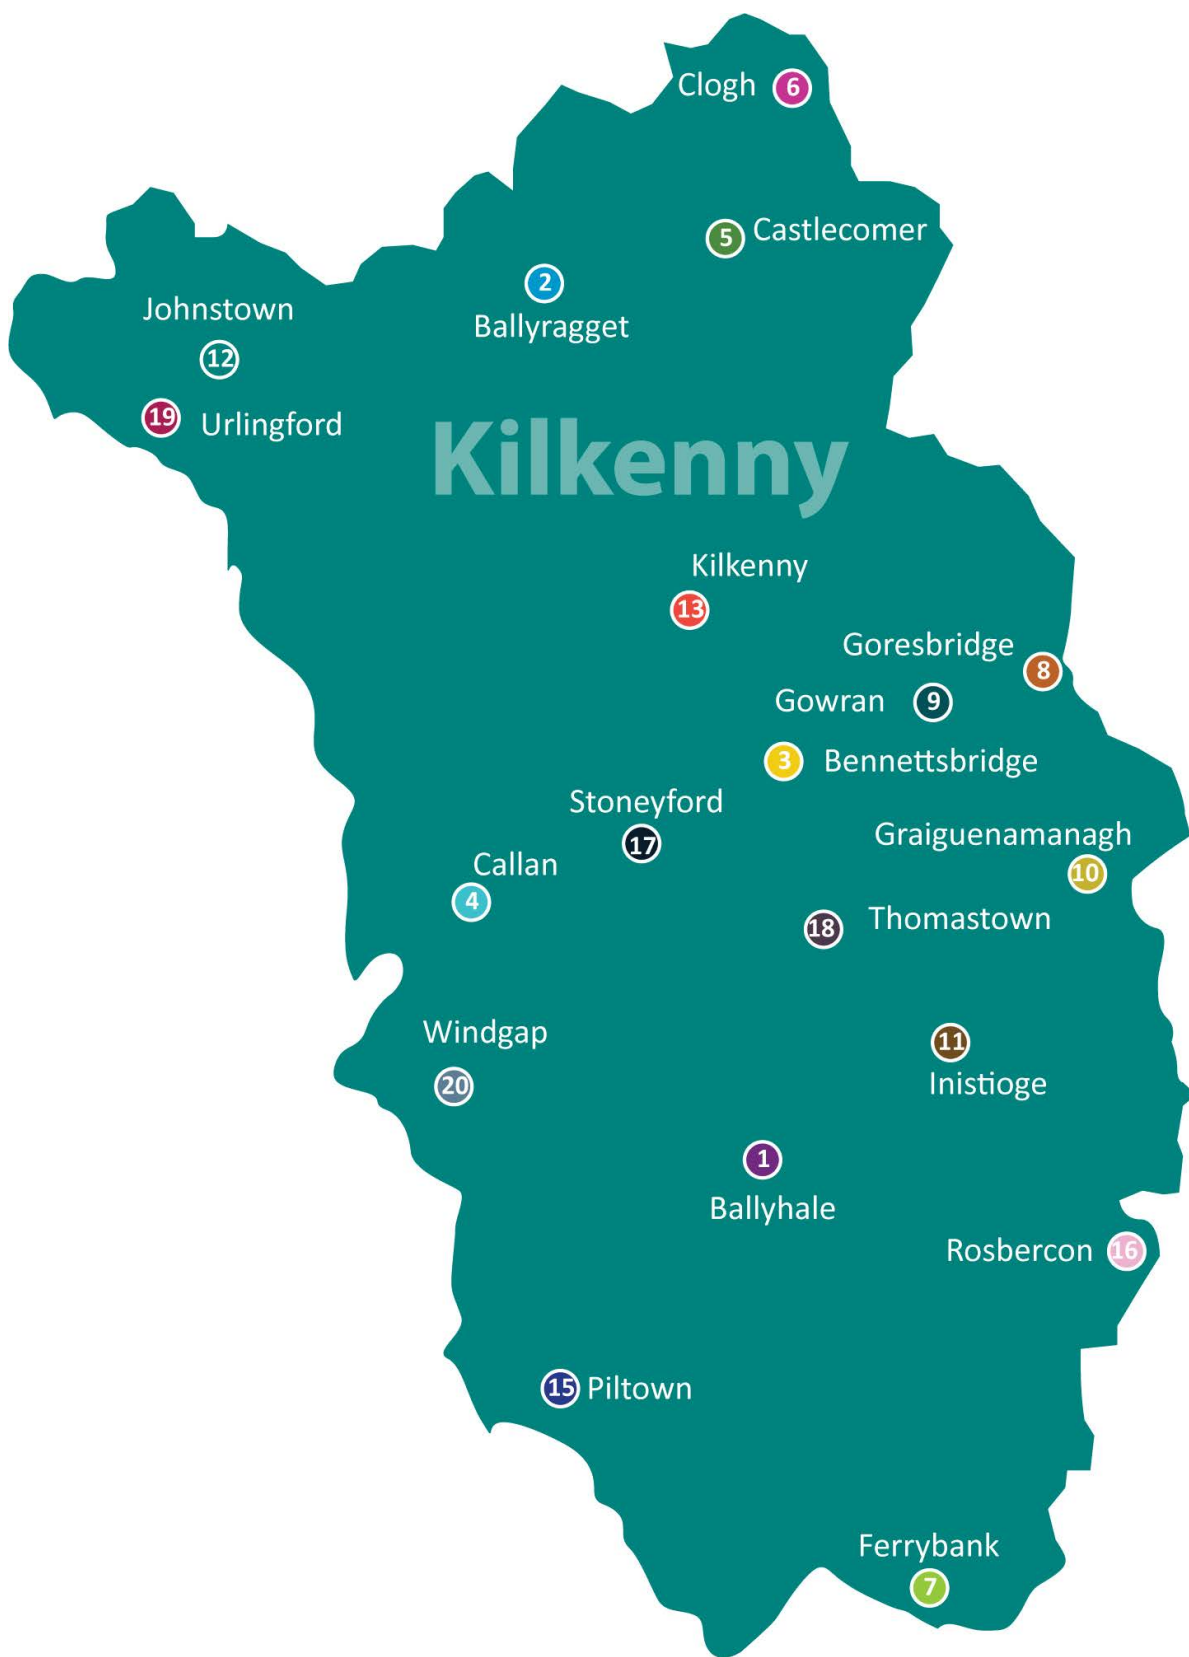 Clogh 6
5 Castlecomer
2
Ballyragget
Johnstown
12
19 Urlingford
Kilkenny
Kilkenny
13
Goresbridge 8
Gowran 9
3 Bennettsbridge
Stoneyford
17
Graiguenamanagh
10
Callan
4
18 Thomastown
Windgap
20
11
Inistioge
1
Ballyhale
Rosbercon 16
15 Piltown
Ferrybank
7